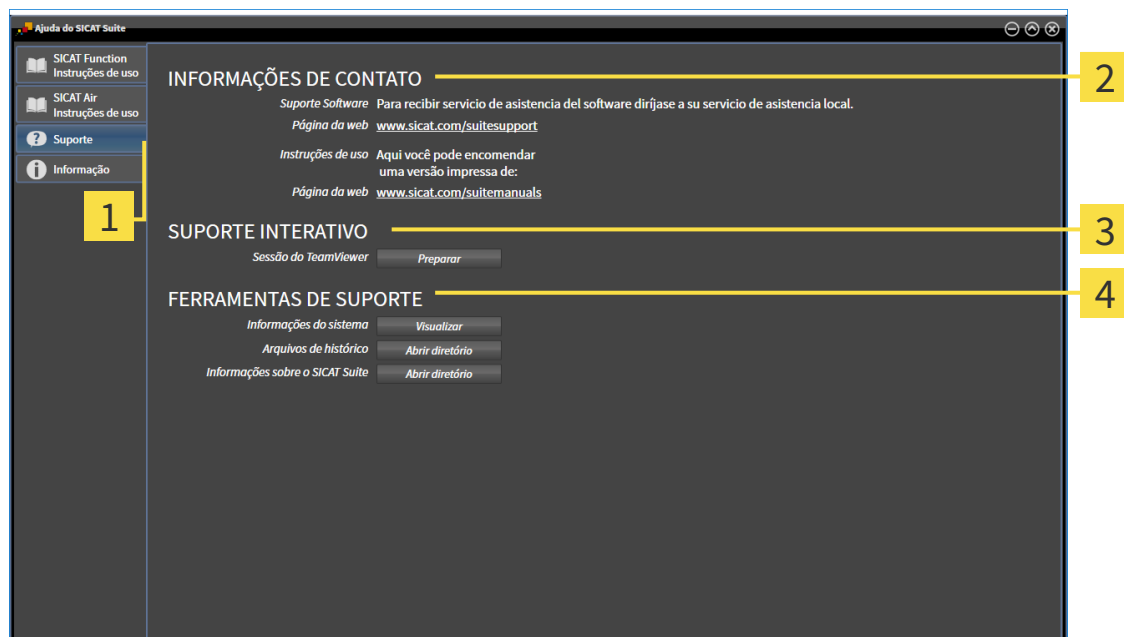 Ajuda do SICAT Suite
SICAT Function
Instruções de uso
SICAT Air
Instruções de uso
Suporte
Informação
1
INFORMAÇÕES DE CONTATO
2
Suporte Software Para recibir servicio de asistencia del software diríjase a su servicio de asistencia local.
Página da web www.sicat.com/suitesupport
Instruções de uso Aqui você pode encomendar
uma versão impressa de:
Página da web www.sicat.com/suitemanuals
SUPORTE INTERATIVO
3
Sessão do TeamViewer Preparar
FERRAMENTAS DE SUPORTE
4
Informações do sistema Visualizar
Arquivos de histórico Abrir diretório
Informações sobre o SICAT Suite Abrir diretório